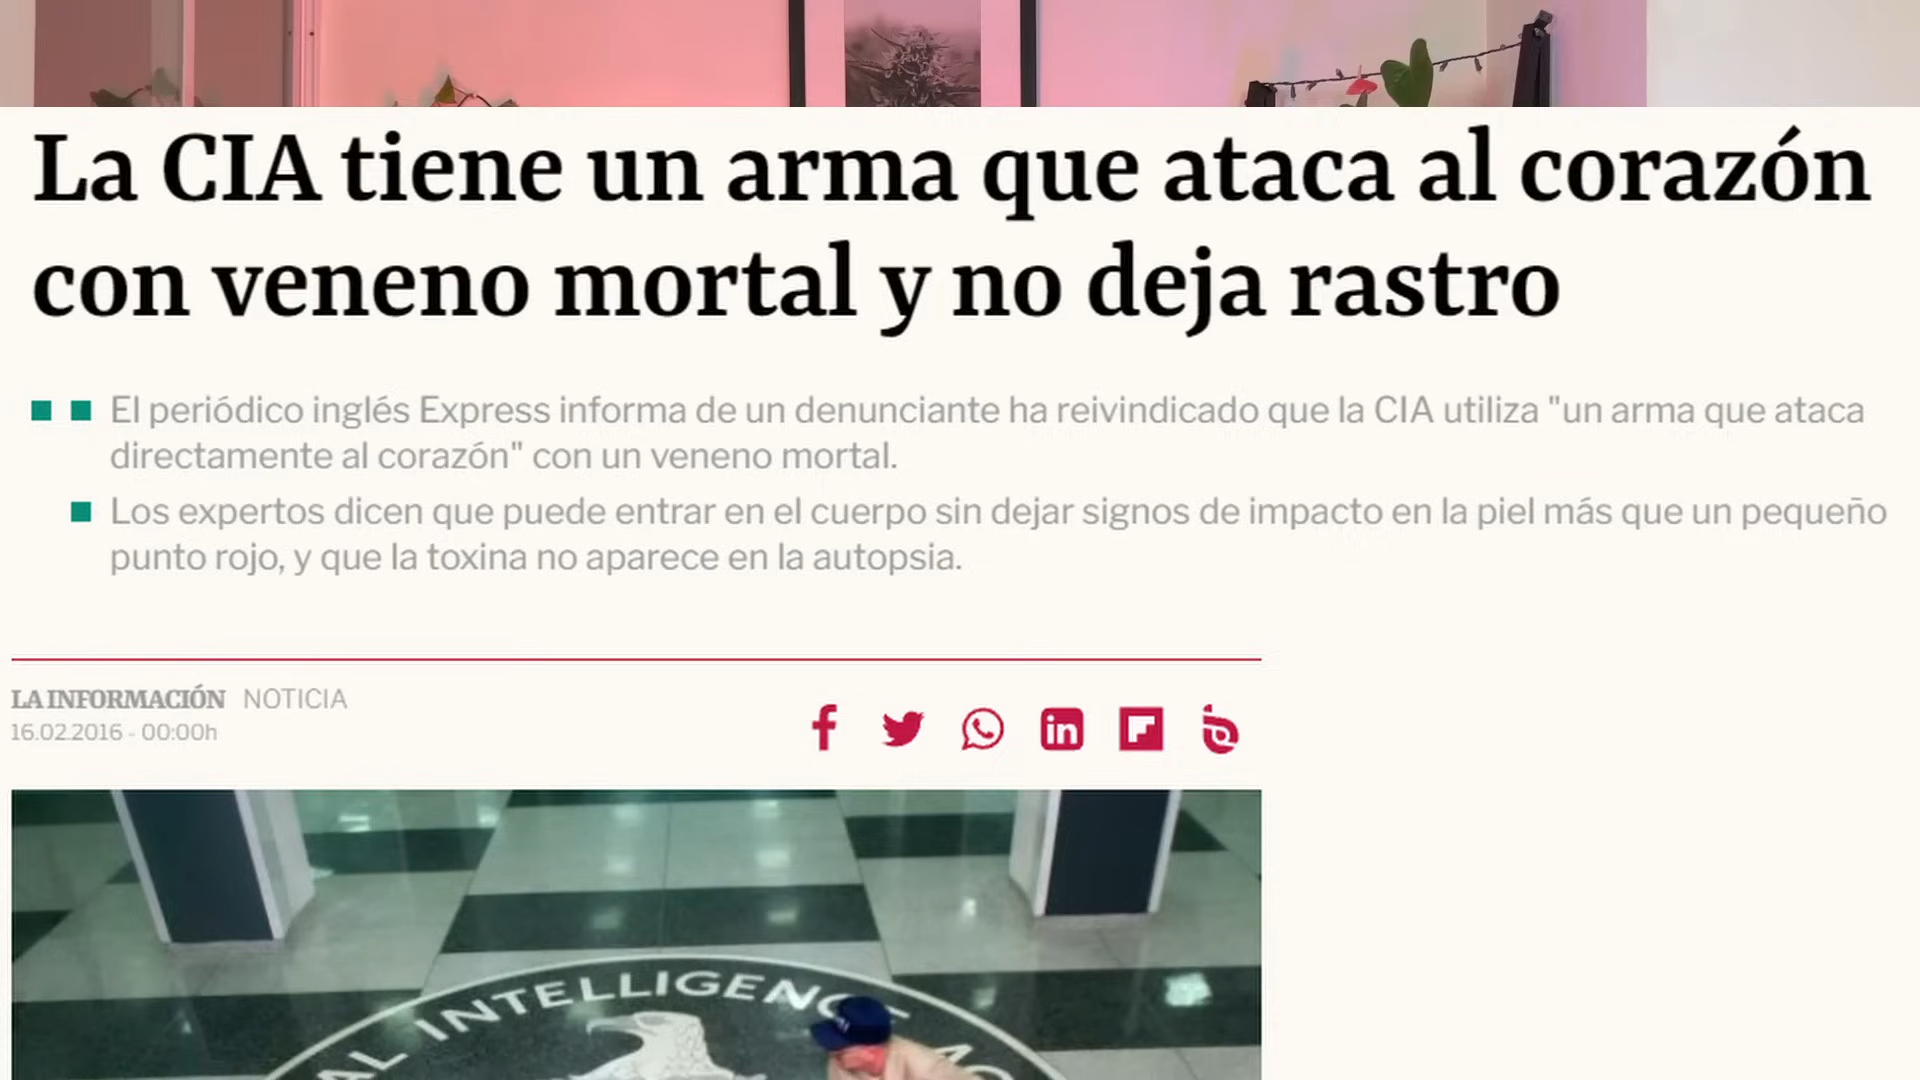 La CIA tiene un arma que ataca al corazón
con veneno mortal y no deja rastro
El periódico inglés Express informa de un denunciante ha reivindicado que la CIA utiliza "un arma que ataca
directamente al corazón" con un veneno mortal.
Los expertos dicen que puede entrar en el cuerpo sin dejar signos de impacto en la piel más que un pequeño
punto rojo, y que la toxina no aparece en la autopsia.
LA INFORMACIÓN NOTICIA
16.02.2016 - 00:00h
AL INTELLIGENC AG